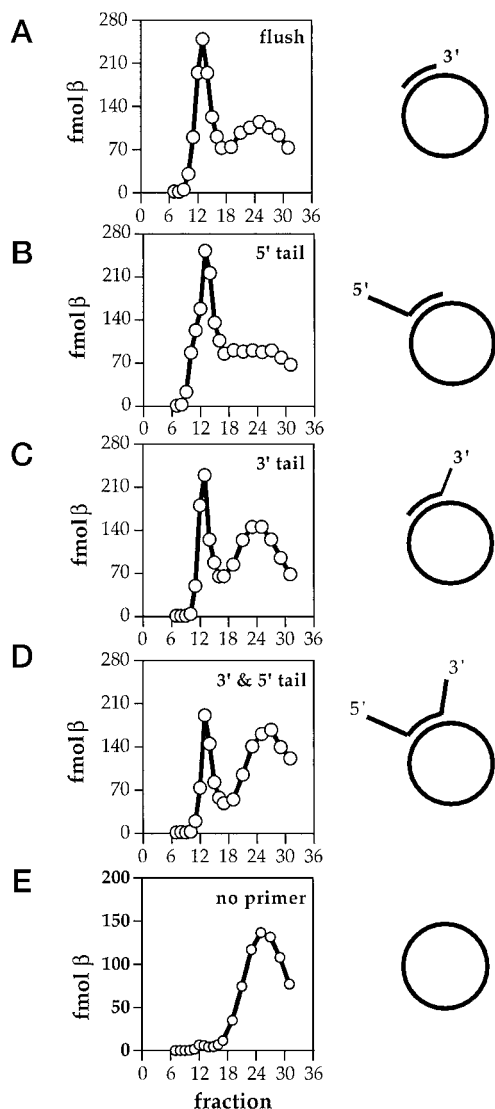 A
280
210
140
70
0
fmol β
flush
0 6 12 18 24 30 36
3'
B
280
210
140
70
0
fmol β
5' tail
0 6 12 18 24 30 36
5'
C
280
210
140
70
0
fmol β
3' tail
0 6 12 18 24 30 36
3'
D
280
210
140
70
0
fmol β
3' & 5' tail
0 6 12 18 24 30 36
5'
3'
E
200
150
100
50
0
fmol β
no primer
0 6 12 18 24 30 36
fraction